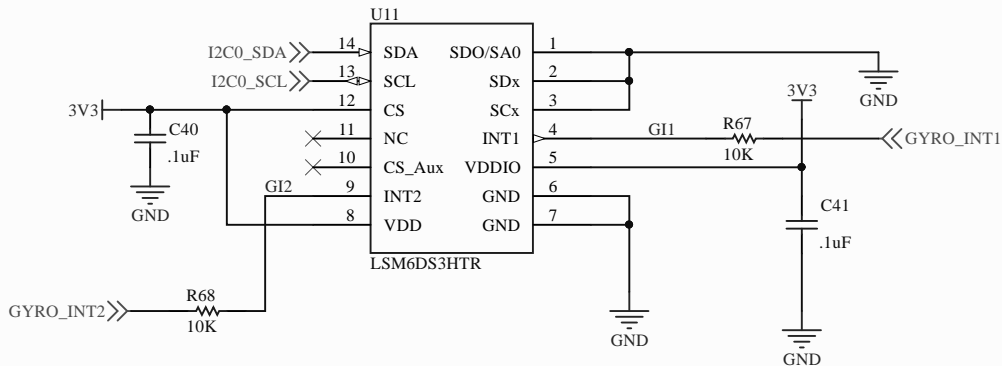 U11
I2C0_SDA 14 SDA SDO/SA0 1
I2C0_SCL 13 SCL SDx 2
3V3 12 CS SCx 3
GND
3V3
C40
.1uF
11 NC INT1 4 GI1 R67 10K GYRO_INT1
10 CS_Aux VDDIO 5
GI2 9 INT2 GND 6
8 VDD GND 7
GND
C41
.1uF
LSM6DS3HTR
GYRO_INT2 R68 10K
GND
GND